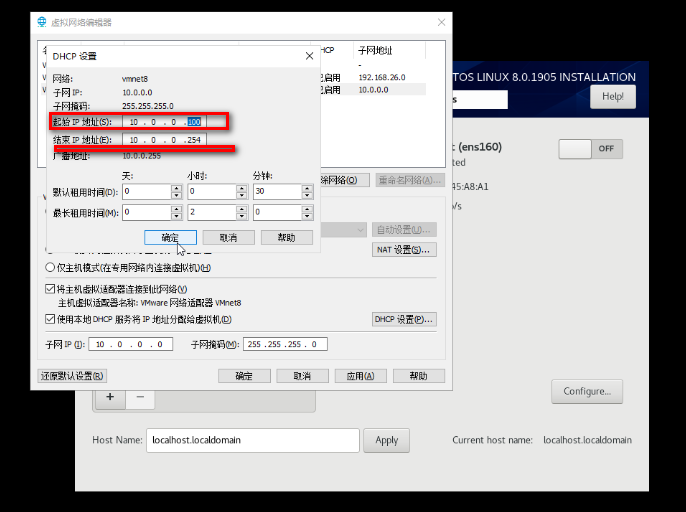 虚拟网络编辑器
DHCP 子网地址
-
已启用 192.168.26.0
已启用 10.0.0.0
DHCP 设置
网络: vmnet8
子网 IP: 10.0.0.0
子网掩码: 255.255.255.0
起始 IP 地址(S): 10 . 0 . 0 .100
结束 IP 地址(E): 10 . 0 . 0 .254
广播地址: 10.0.0.255
天: 小时: 分钟:
默认租用时间(D): 0 0 30
最长租用时间(M): 0 2 0
确定 取消 帮助
除网络(O) 重命名网络(A)...
自动设置(U)...
NAT 设置(S)...
仅主机模式(在专用网络内连接虚拟机)(H)
将主机虚拟适配器连接到此网络(V)
主机虚拟适配器名称: VMware 网络适配器 VMnet8
使用本地 DHCP 服务将 IP 地址分配给虚拟机(D)
DHCP 设置(P)...
子网 IP (I): 10 . 0 . 0 . 0 子网掩码(M): 255 .255 .255 . 0
还原默认设置(R) 确定 取消 应用(A) 帮助
TOS LINUX 8.0.1905 INSTALLATION
s
Help!
(ens160)
OFF
45:A8:A1
b/s
+ −
Configure...
Host Name: localhost.localdomain Apply Current host name: localhost.localdomain